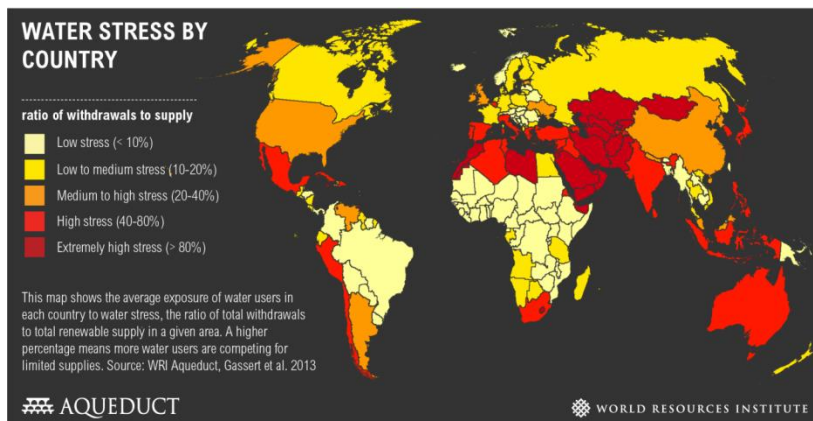 WATER STRESS BY
COUNTRY
ratio of withdrawals to supply
Low stress (< 10%)
Low to medium stress (10-20%)
Medium to high stress (20-40%)
High stress (40-80%)
Extremely high stress (> 80%)
This map shows the average exposure of water users in
each country to water stress, the ratio of total withdrawals
to total renewable supply in a given area. A higher
percentage means more water users are competing for
limited supplies. Source: WRI Aqueduct, Gassert et al. 2013
AQUEDUCT
WORLD RESOURCES INSTITUTE